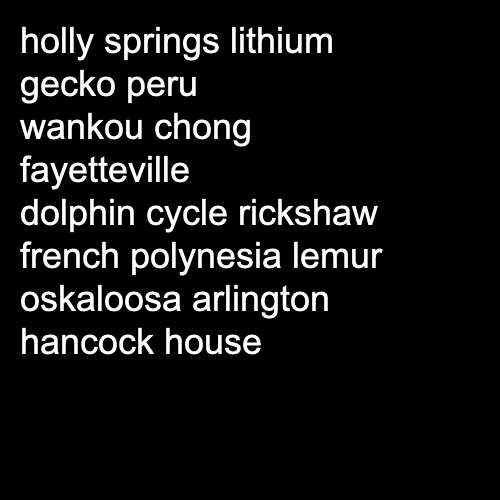 holly springs lithium
gecko peru
wankou chong
fayetteville
dolphin cycle rickshaw
french polynesia lemur
oskaloosa arlington
hancock house